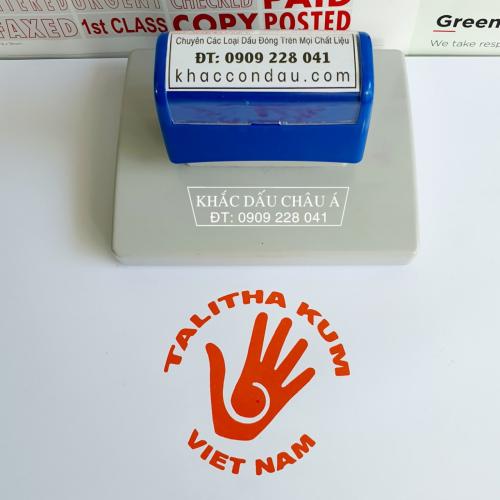 CHECKED PAID
FAXED 1st CLASS COPY POSTED
Green
We take resp
Chuyên Các Loại Dấu Đóng Trên Mọi Chất Liệu
ĐT: 0909 228 041
khaccondau.com
KHẮC DẤU CHÂU Á
ĐT: 0909 228 041
TALITHA KUM
VIET NAM